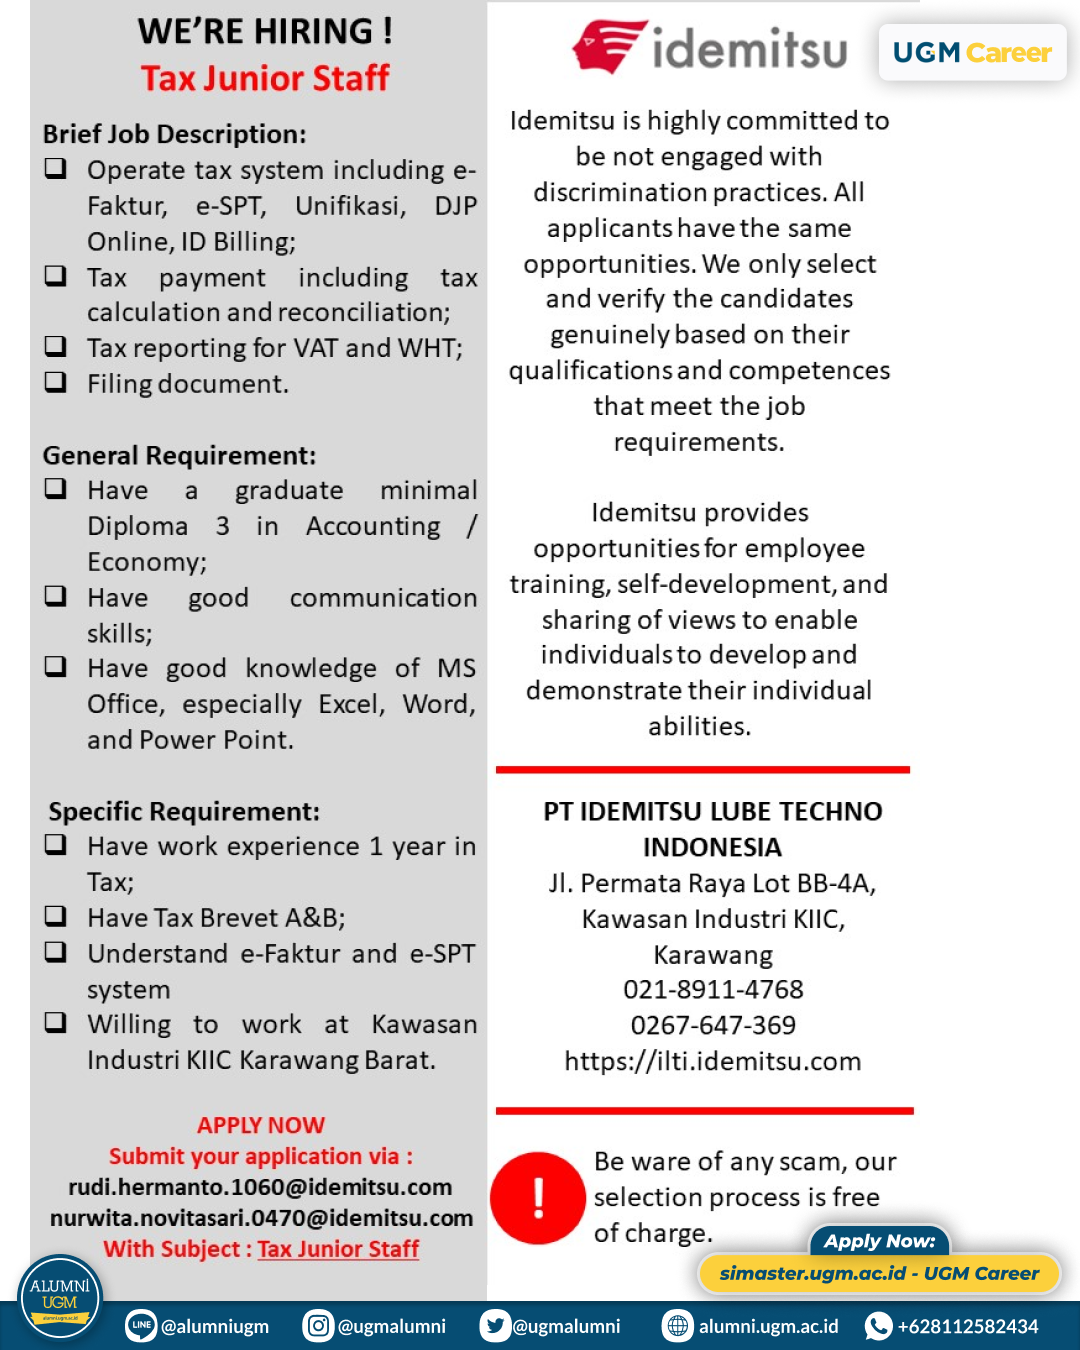 WE'RE HIRING !
Tax Junior Staff
Brief Job Description:
❑ Operate tax system including e-
Faktur, e-SPT, Unifikasi, DJP
Online, ID Billing;
❑ Tax payment including tax
calculation and reconciliation;
❑ Tax reporting for VAT and WHT;
❑ Filing document.
General Requirement:
❑ Have a graduate minimal
Diploma 3 in Accounting /
Economy;
❑ Have good communication
skills;
❑ Have good knowledge of MS
Office, especially Excel, Word,
and Power Point.
Specific Requirement:
❑ Have work experience 1 year in
Tax;
❑ Have Tax Brevet A&B;
❑ Understand e-Faktur and e-SPT
system
❑ Willing to work at Kawasan
Industri KIIC Karawang Barat.
APPLY NOW
Submit your application via :
rudi.hermanto.1060@idemitsu.com
nurwita.novitasari.0470@idemitsu.com
With Subject : Tax Junior Staff
idemitsu
UGM Career
Idemitsu is highly committed to
be not engaged with
discrimination practices. All
applicants have the same
opportunities. We only select
and verify the candidates
genuinely based on their
qualifications and competences
that meet the job
requirements.
Idemitsu provides
opportunities for employee
training, self-development, and
sharing of views to enable
individuals to develop and
demonstrate their individual
abilities.
PT IDEMITSU LUBE TECHNO
INDONESIA
Jl. Permata Raya Lot BB-4A,
Kawasan Industri KIIC,
Karawang
021-8911-4768
0267-647-369
https://ilti.idemitsu.com
!
Be ware of any scam, our
selection process is free
of charge.
Apply Now:
simaster.ugm.ac.id - UGM Career
ALUMNi
UGM
alumni.ugm.ac.id
LINE @alumniugm
@ugmalumni
@ugmalumni
alumni.ugm.ac.id
+628112582434